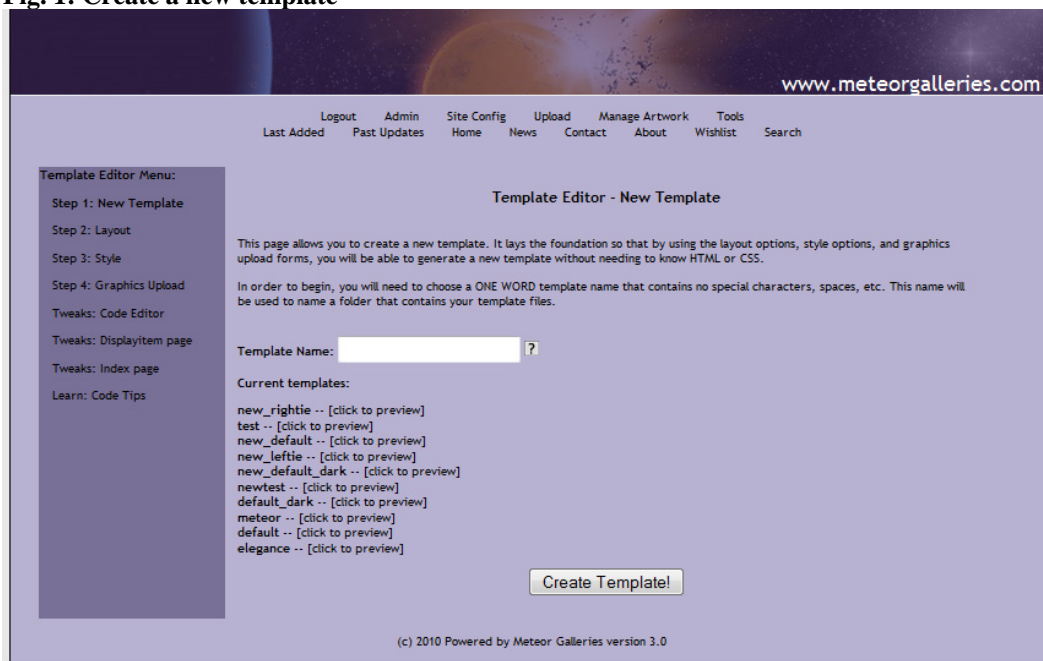 Fig. 1: Create a new template
www.meteorgalleries.com
Logout Admin Site Config Upload Manage Artwork Tools
Last Added Past Updates Home News Contact About Wishlist Search
Template Editor Menu:
Step 1: New Template
Step 2: Layout
Step 3: Style
Step 4: Graphics Upload
Tweaks: Code Editor
Tweaks: Displayitem page
Tweaks: Index page
Learn: Code Tips
Template Editor - New Template
This page allows you to create a new template. It lays the foundation so that by using the layout options, style options, and graphics
upload forms, you will be able to generate a new template without needing to know HTML or CSS.
In order to begin, you will need to choose a ONE WORD template name that contains no special characters, spaces, etc. This name will
be used to name a folder that contains your template files.
Template Name: ?
Current templates:
new_rightie -- [click to preview]
test -- [click to preview]
new_default -- [click to preview]
new_leftie -- [click to preview]
new_default_dark -- [click to preview]
newtest -- [click to preview]
default_dark -- [click to preview]
meteor -- [click to preview]
default -- [click to preview]
elegance -- [click to preview]
Create Template!
(c) 2010 Powered by Meteor Galleries version 3.0